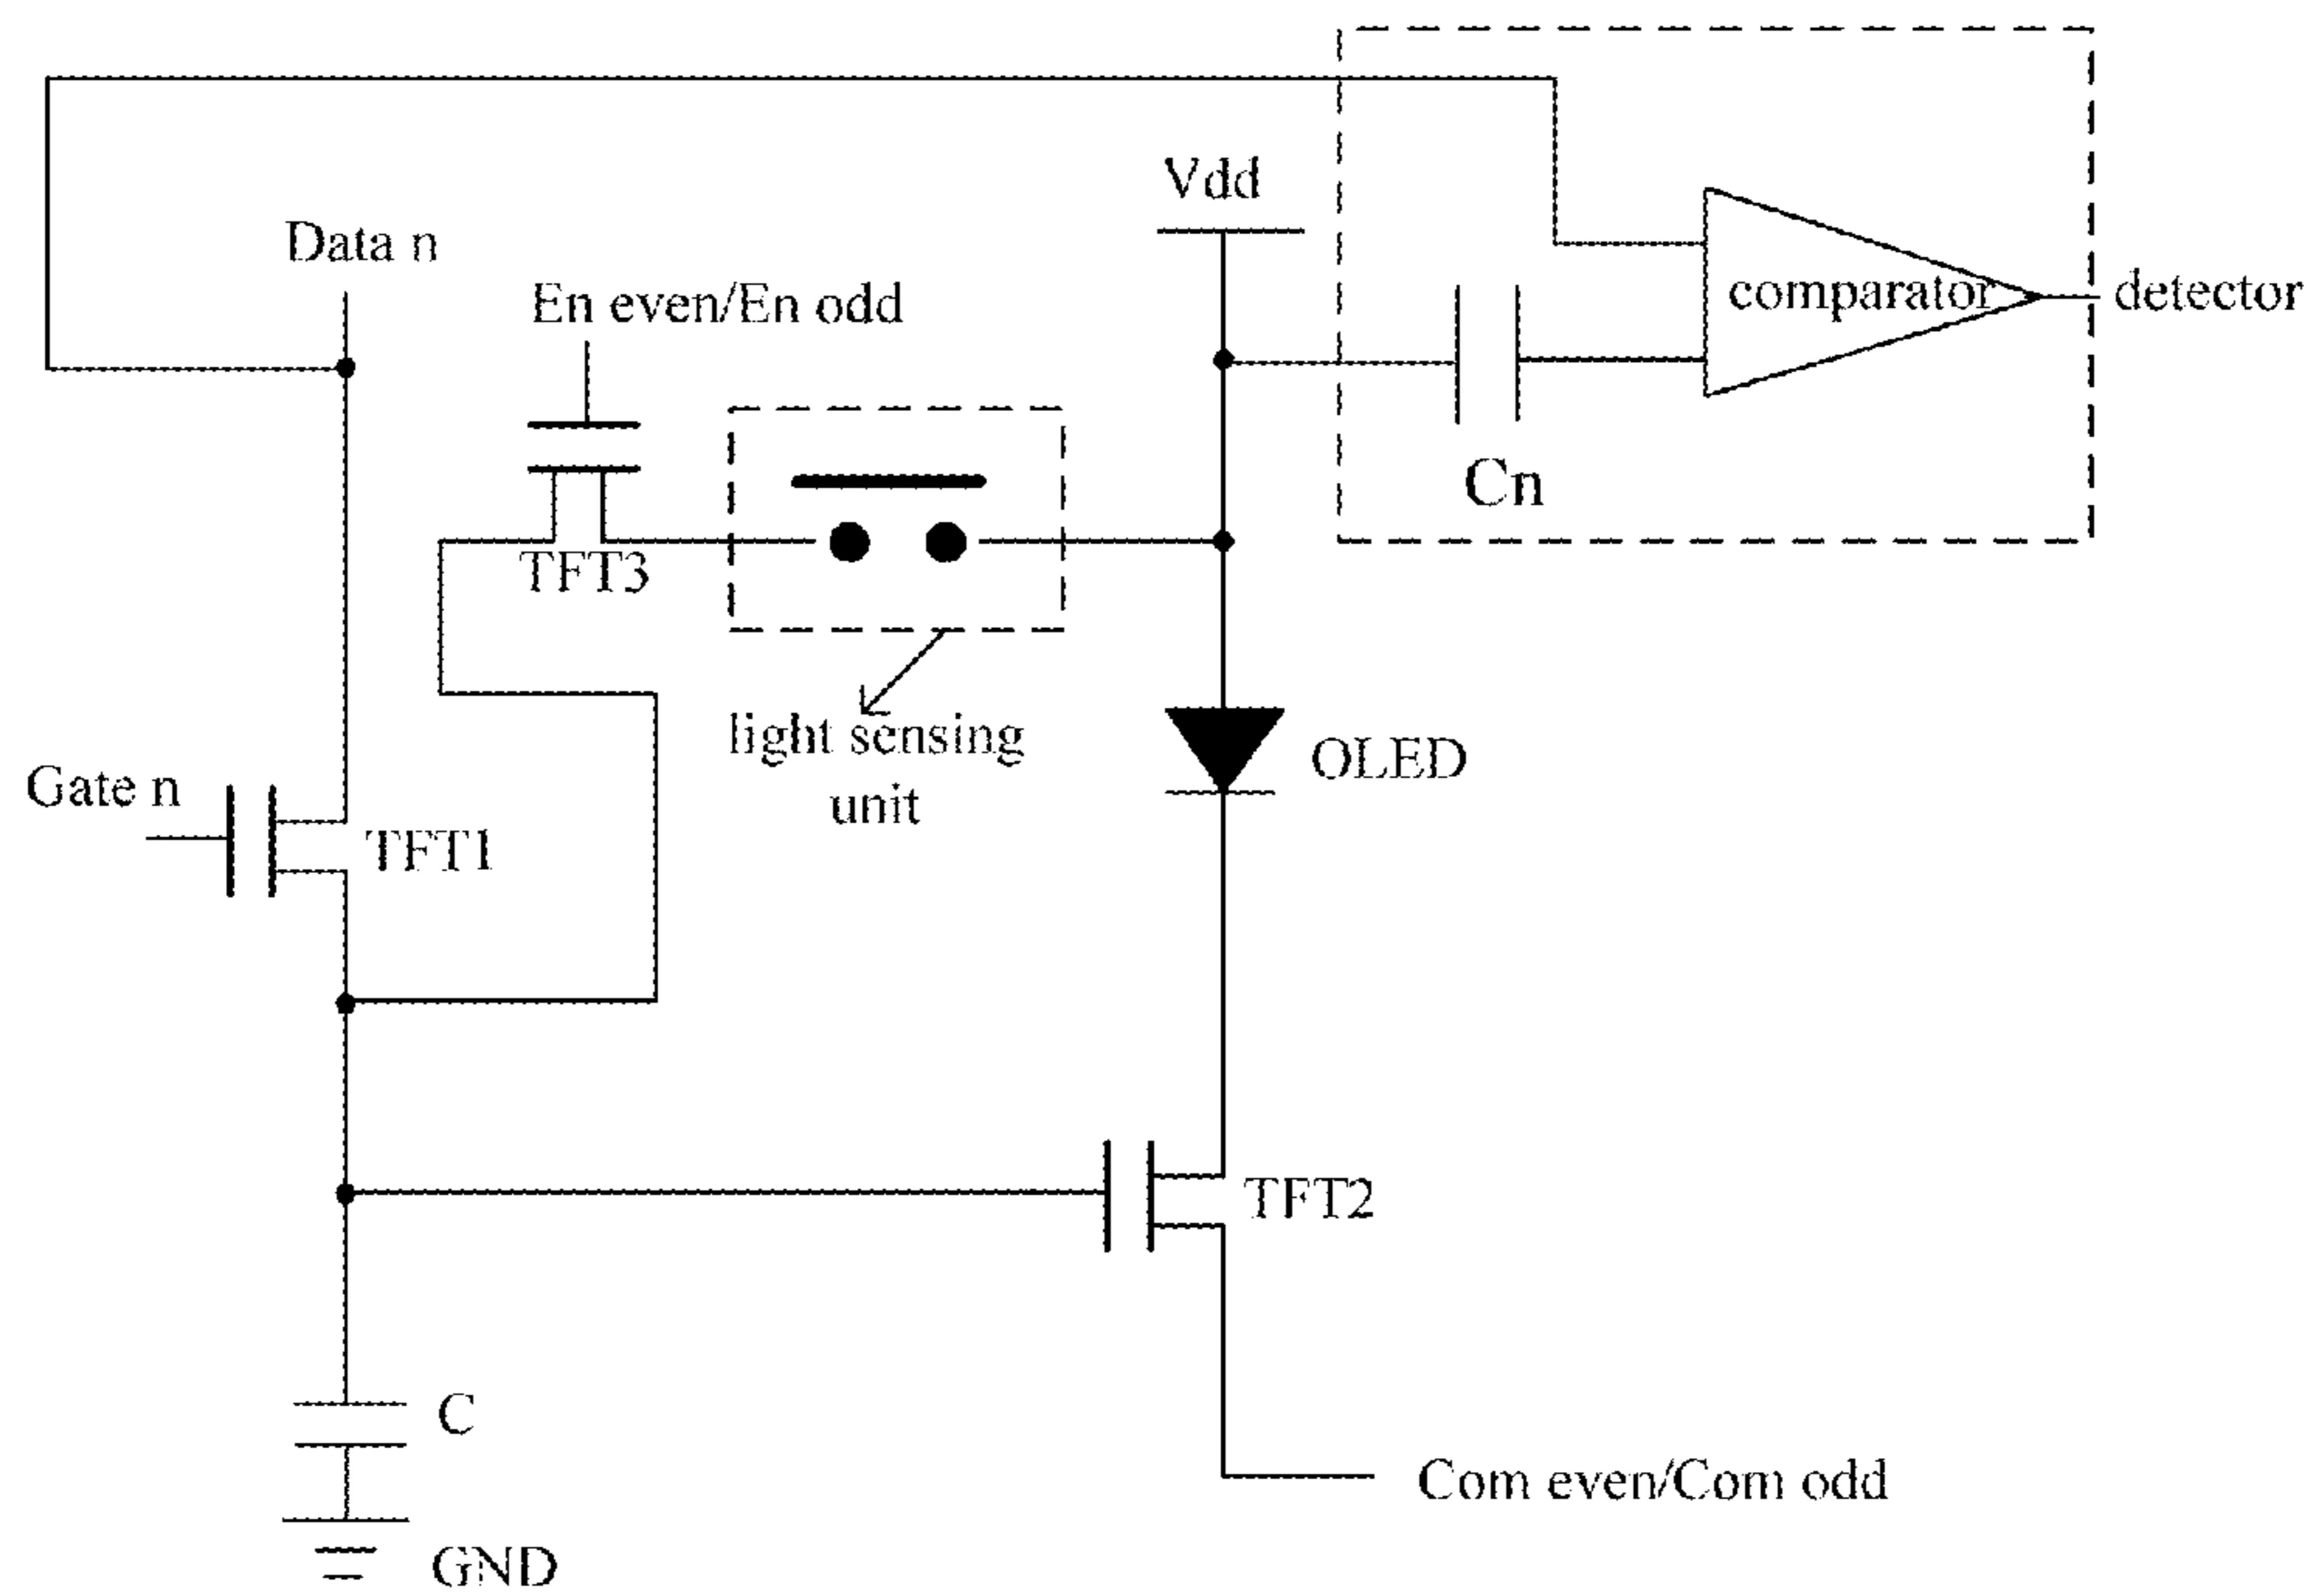 Vdd
Data n
En even/En odd
comparator
detector
Cn
TFT3
light sensing
unit
OLED
Gate n
TFT1
TFT2
C
Com even/Com odd
GND